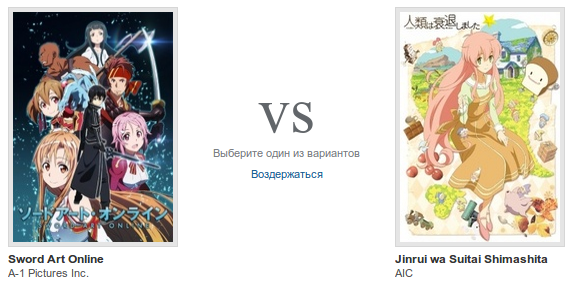 人類は衰退しました
VS
Выберите один из вариантов
Воздержаться
ソードアート・オンライン
SWORD ART ONLINE
Sword Art Online
A-1 Pictures Inc.
Jinrui wa Suitai Shimashita
AIC